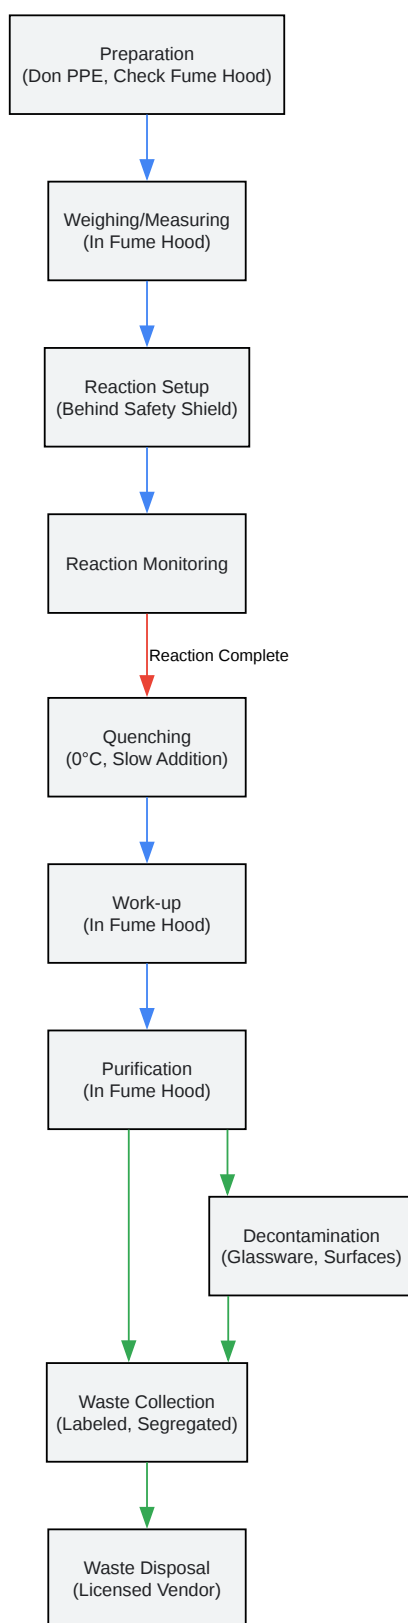 Preparation
(Don PPE, Check Fume Hood)
Weighing/Measuring
(In Fume Hood)
Reaction Setup
(Behind Safety Shield)
Reaction Monitoring
Reaction Complete
Quenching
(0°C, Slow Addition)
Work-up
(In Fume Hood)
Purification
(In Fume Hood)
Decontamination
(Glassware, Surfaces)
Waste Collection
(Labeled, Segregated)
Waste Disposal
(Licensed Vendor)